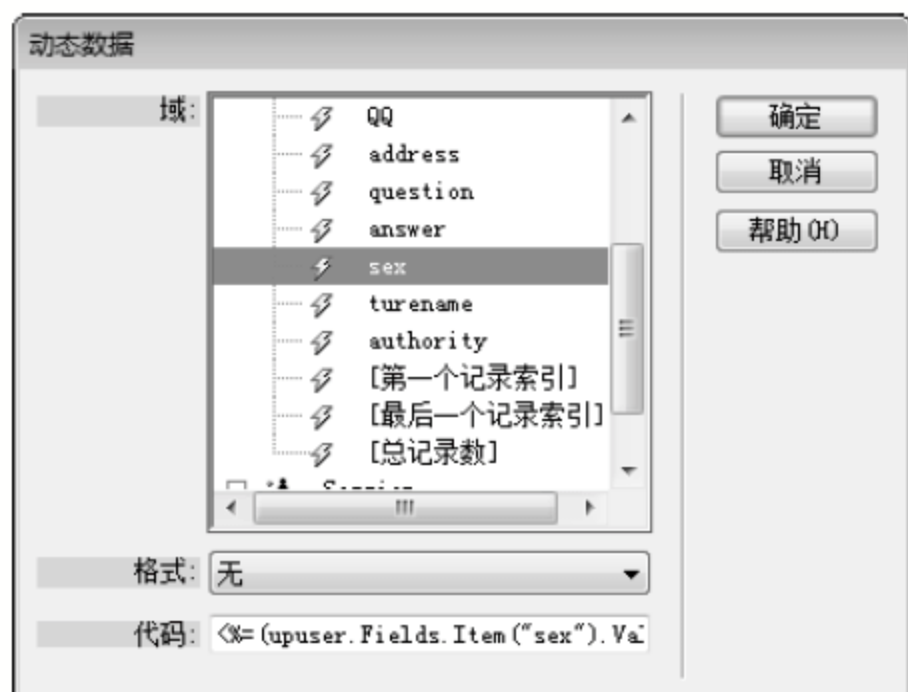 动态数据
域:
QQ
address
question
answer
sex
turename
authority
[第一个记录索引]
[最后一个记录索引]
[总记录数]
确定
取消
帮助(H)
格式: 无
代码: <%=(upuser.Fields.Item("sex").Val